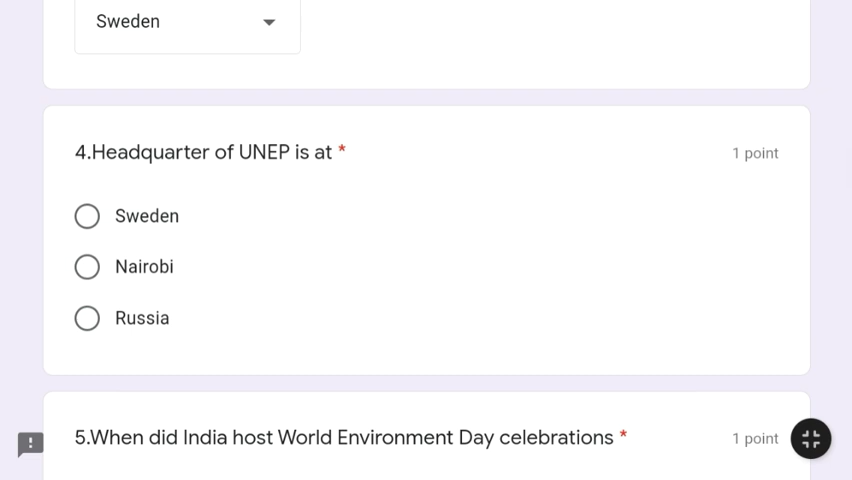 Sweden
4.Headquarter of UNEP is at * 1 point
Sweden
Nairobi
Russia
5.When did India host World Environment Day celebrations * 1 point